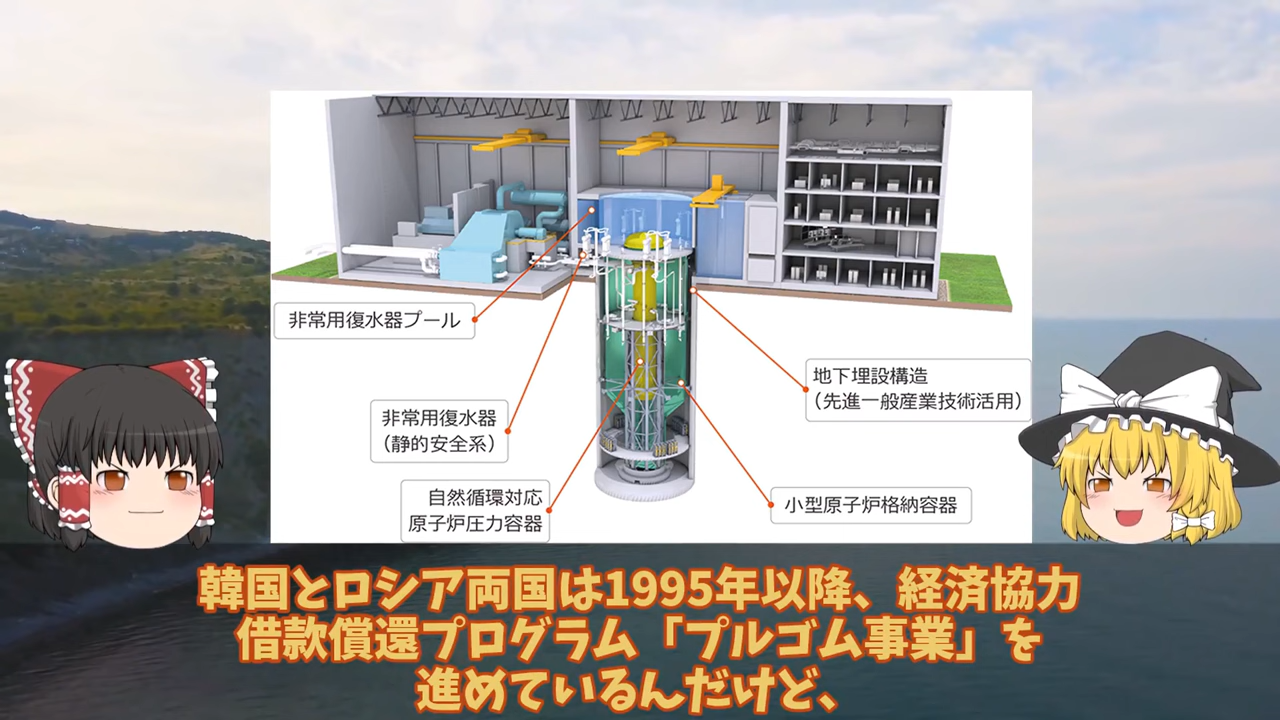 非常用復水器プール
非常用復水器
（静的安全系）
自然循環対応
原子炉圧力容器
地下埋設構造
（先進一般産業技術活用）
小型原子炉格納容器
韓国とロシア両国は1995年以降、経済協力
借款償還プログラム「プルゴム事業」を
進めているんだけど、